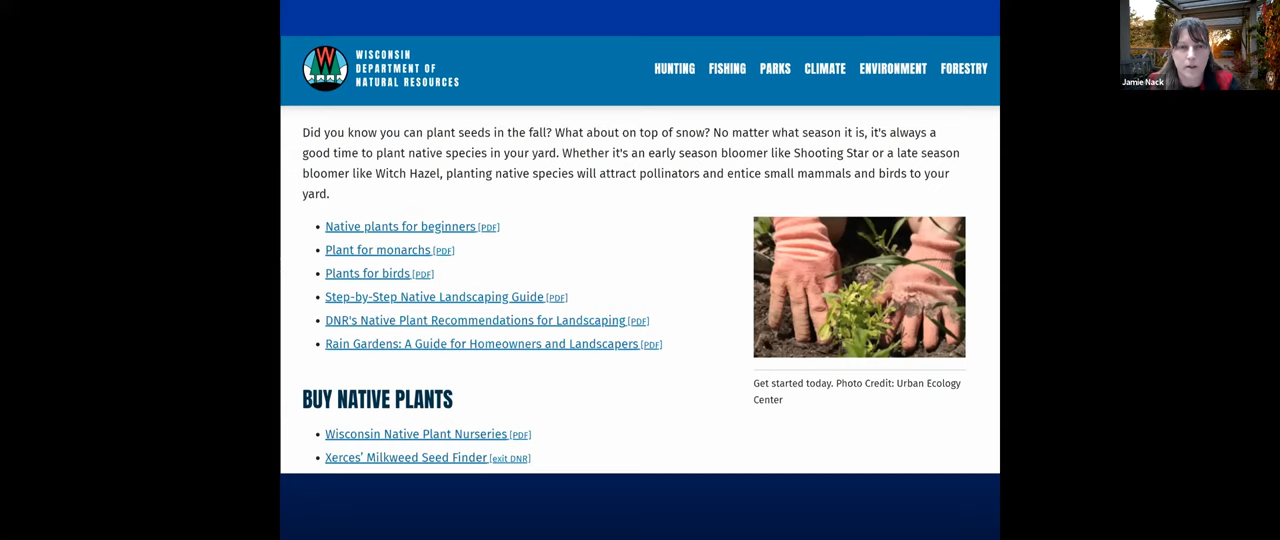 WISCONSIN
DEPARTMENT OF
NATURAL RESOURCES
HUNTING FISHING PARKS CLIMATE ENVIRONMENT FORESTRY
Jamie Nack
Did you know you can plant seeds in the fall? What about on top of snow? No matter what season it is, it's always a
good time to plant native species in your yard. Whether it's an early season bloomer like Shooting Star or a late season
bloomer like Witch Hazel, planting native species will attract pollinators and entice small mammals and birds to your
yard.
• Native plants for beginners [PDF]
• Plant for monarchs [PDF]
• Plants for birds [PDF]
• Step-by-Step Native Landscaping Guide [PDF]
• DNR's Native Plant Recommendations for Landscaping [PDF]
• Rain Gardens: A Guide for Homeowners and Landscapers [PDF]
Get started today. Photo Credit: Urban Ecology
Center
BUY NATIVE PLANTS
• Wisconsin Native Plant Nurseries [PDF]
• Xerces’ Milkweed Seed Finder [exit DNR]